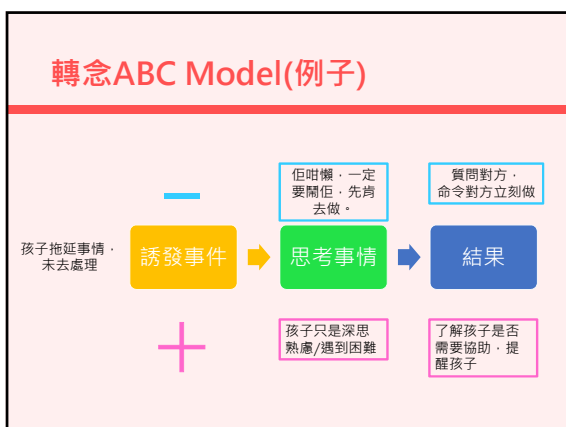 轉念ABC Model(例子)
佢咁懶，一定
要鬧佢，先肯
去做。
質問對方，
命令對方立刻做
孩子拖延事情，
未去處理
誘發事件
思考事情
結果
孩子只是深思
熟慮/遇到困難
了解孩子是否
需要協助，提
醒孩子